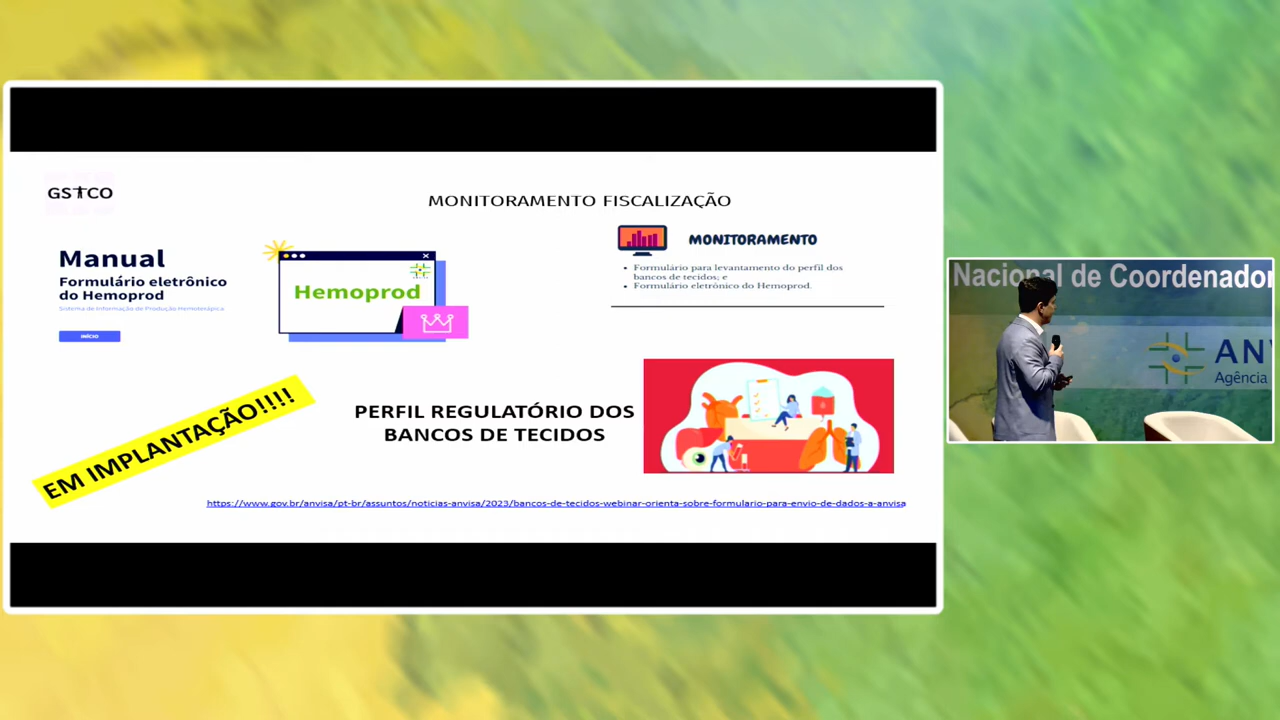 GSTCO
MONITORAMENTO FISCALIZAÇÃO
Manual
Formulário eletrônico
do Hemoprod
Sistema de Informação de Produção Hemoterápica.
INÍCIO
Hemoprod
MONITORAMENTO
• Formulário para levantamento do perfil dos
bancos de tecidos; e
• Formulário eletrônico do Hemoprod.
EM IMPLANTAÇÃO!!!!
PERFIL REGULATÓRIO DOS
BANCOS DE TECIDOS
https://www.gov.br/anvisa/pt-br/assuntos/noticias-anvisa/2023/bancos-de-tecidos-webinar-orienta-sobre-formulario-para-envio-de-dados-a-anvisa
Nacional de Coordenador
AN
Agência